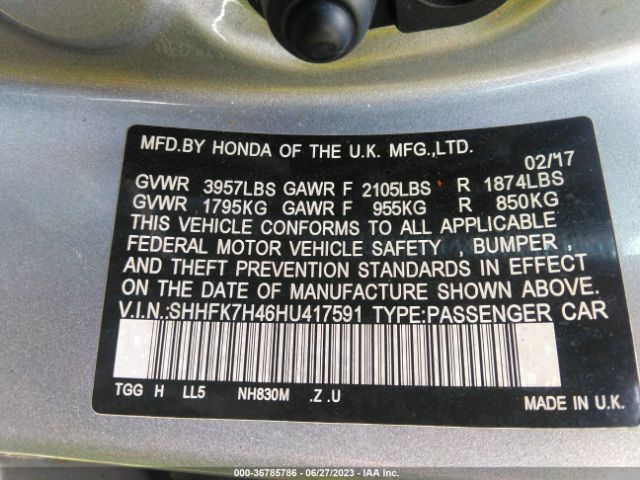 MFD.BY HONDA OF THE U.K. MFG.,LTD.
02/17
GVWR 3957LBS GAWR F 2105LBS R 1874LBS
GVWR 1795KG GAWR F 955KG R 850KG
THIS VEHICLE CONFORMS TO ALL APPLICABLE
FEDERAL MOTOR VEHICLE SAFETY , BUMPER ,
AND THEFT PREVENTION STANDARDS IN EFFECT
ON THE DATE OF MANUFACTURE SHOWN ABOVE.
V.I.N.:SHHFK7H46HU417591 TYPE:PASSENGER CAR
TGG H LL5 NH830M .Z .U
MADE IN U.K.
000-36785786 - 06/27/2023 - IAA Inc.